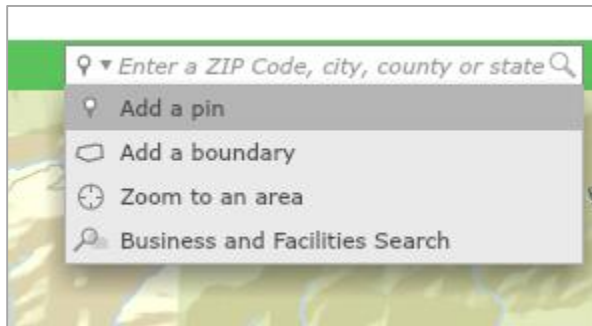 Enter a ZIP Code, city, county or state
Add a pin
Add a boundary
Zoom to an area
Business and Facilities Search